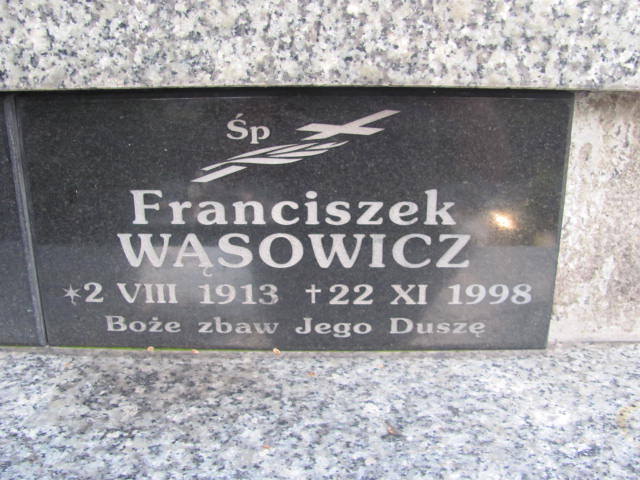 Śp
Franciszek
WĄSOWICZ
*2 VIII 1913 †22 XI 1998
Boże zbaw Jego Duszę